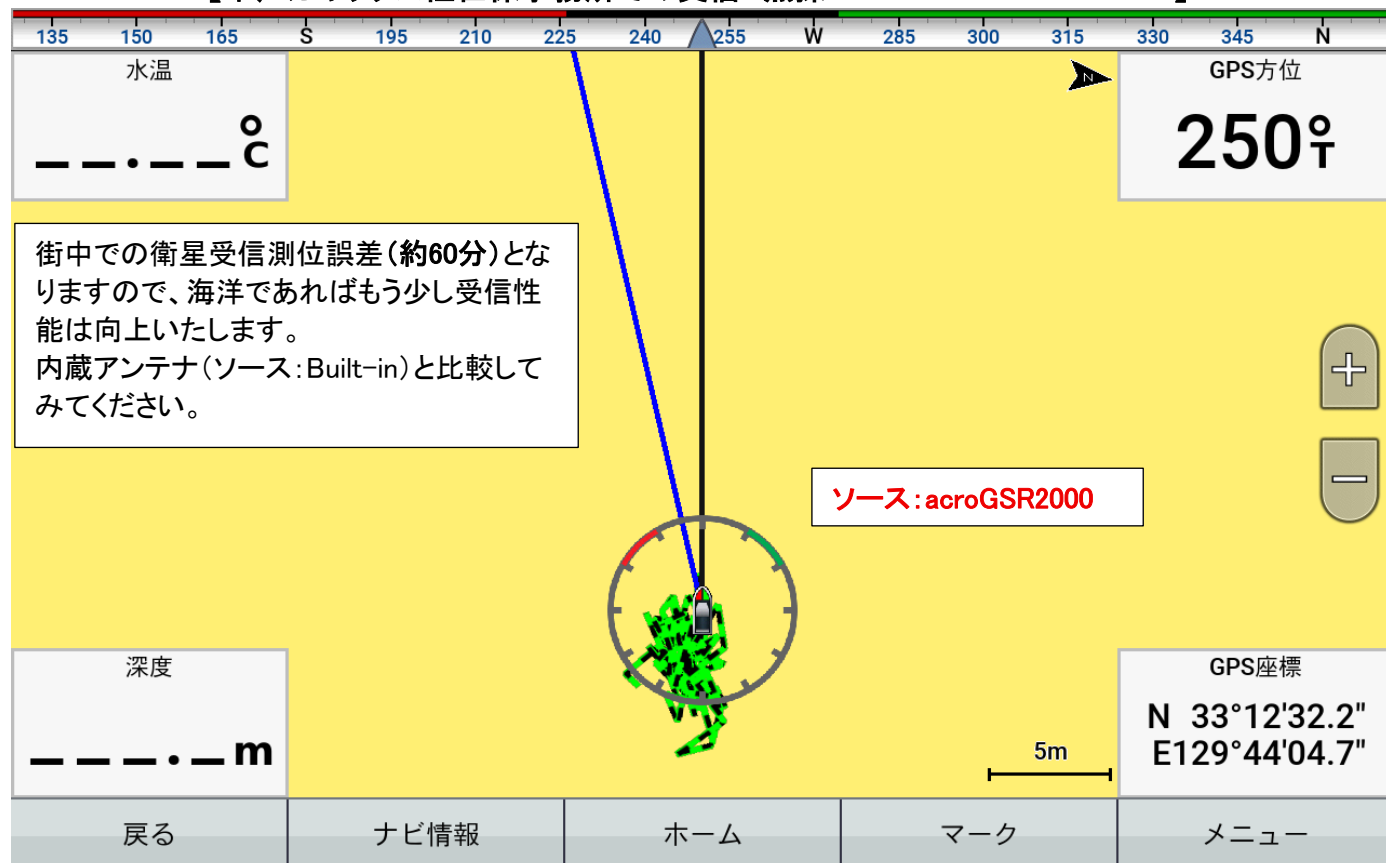 135 150 165 S 195 210 225 240 255 W 285 300 315 330 345 N
水温
__.__°C
N
GPS方位
250°T
街中での衛星受信測位誤差(約60分)とな
りますので、海洋であればもう少し受信性
能は向上いたします。
内蔵アンテナ(ソース:Built-in)と比較して
みてください。
+
ソース:acroGSR2000
−
深度
___._m
5m
GPS座標
N 33°12'32.2"
E129°44'04.7"
戻る ナビ情報 ホーム マーク メニュー